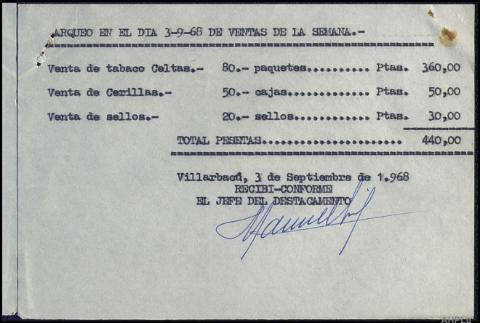 ARQUEO EN EL DIA 3-9-68 DE VENTAS DE LA SEMANA.-
Venta de tabaco Celtas.- 80.- paquetes........... Ptas. 360,00
Venta de Cerillas.- 50.- cajas.............. Ptas. 50,00
Venta de sellos.- 20.- sellos............. Ptas. 30,00
TOTAL PESETAS....................... 440,00
Villarbacú, 3 de Septiembre de 1.968
RECIBI-CONFORME
EL JEFE DEL DESTACAMENTO